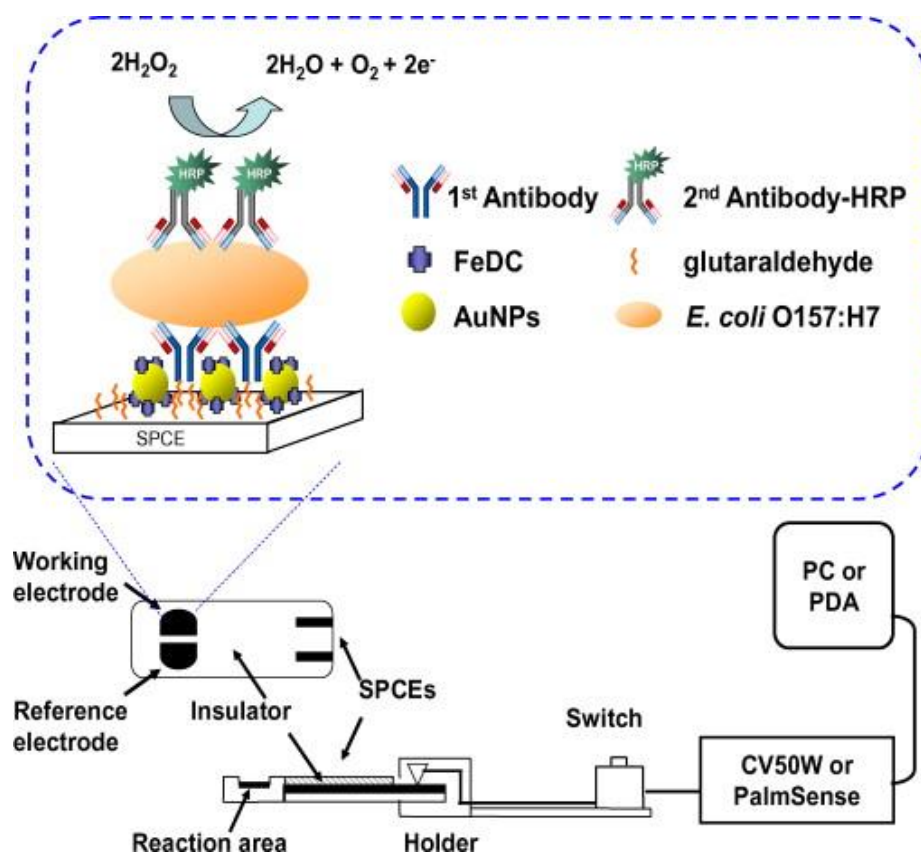 2H₂O₂ 2H₂O + O₂ + 2e⁻
HRP HRP
HRP
1st Antibody 2nd Antibody-HRP
FeDC glutaraldehyde
AuNPs E. coli O157:H7
SPCE
Working
electrode
PC or
PDA
Reference
electrode
Insulator
SPCEs
Switch
CV50W or
PalmSense
Reaction area
Holder